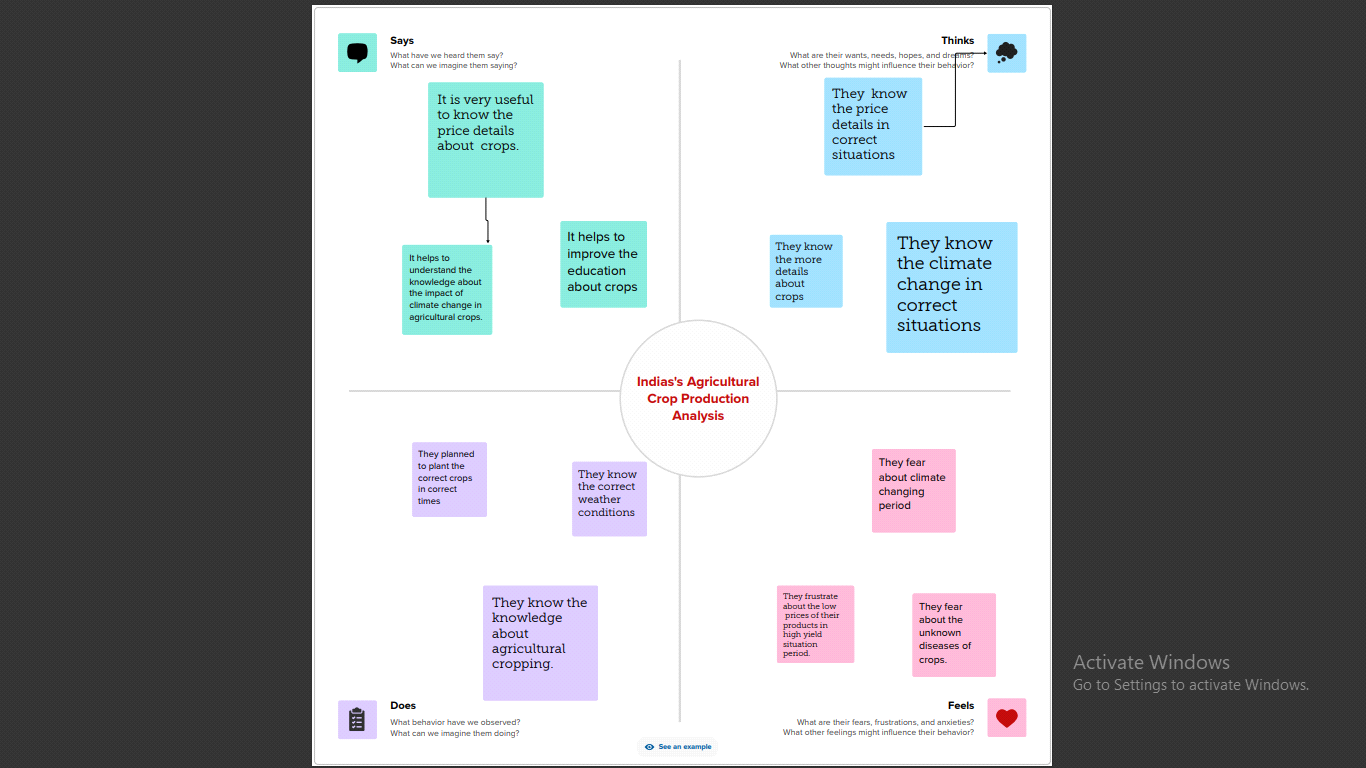 Says
What have we heard them say?
What can we imagine them saying?
It is very useful
to know the
price details
about crops.
It helps to
understand the
knowledge about
the impact of
climate change in
agricultural crops.
It helps to
improve the
education
about crops
Thinks
What are their wants, needs, hopes, and dreams?
What other thoughts might influence their behavior?
They know
the price
details in
correct
situations
They know
the more
details
about
crops
They know
the climate
change in
correct
situations
Indias's Agricultural
Crop Production
Analysis
They planned
to plant the
correct crops
in correct
times
They know
the correct
weather
conditions
They know the
knowledge
about
agricultural
cropping.
Does
What behavior have we observed?
What can we imagine them doing?
They fear
about climate
changing
period
They frustrate
about the low
prices of their
products in
high yield
situation
period.
They fear
about the
unknown
diseases of
crops.
Feels
What are their fears, frustrations, and anxieties?
What other feelings might influence their behavior?
See an example
Activate Windows
Go to Settings to activate Windows.